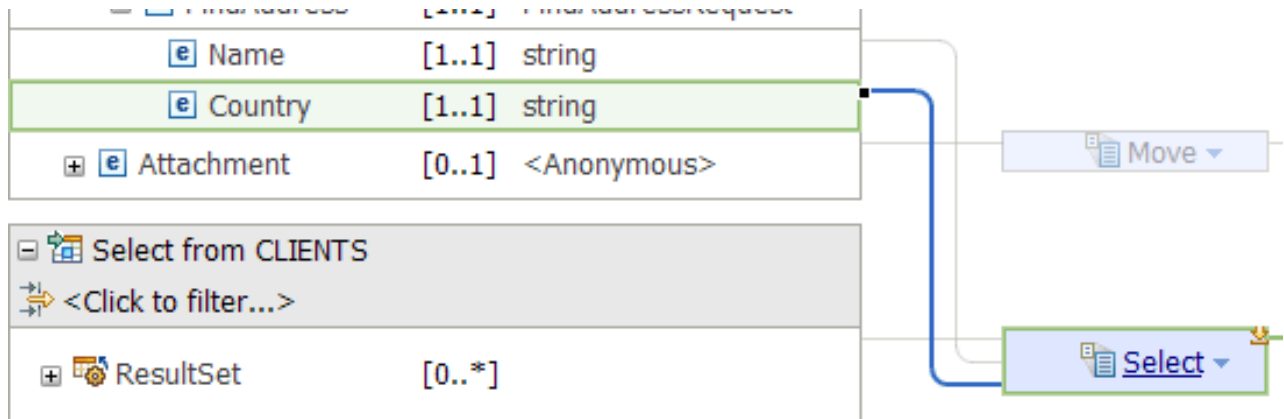 e Name [1..1] string
e Country [1..1] string
Move
e Attachment [0..1] <Anonymous>
Select from CLIENTS
<Click to filter...>
ResultSet [0..*]
Select